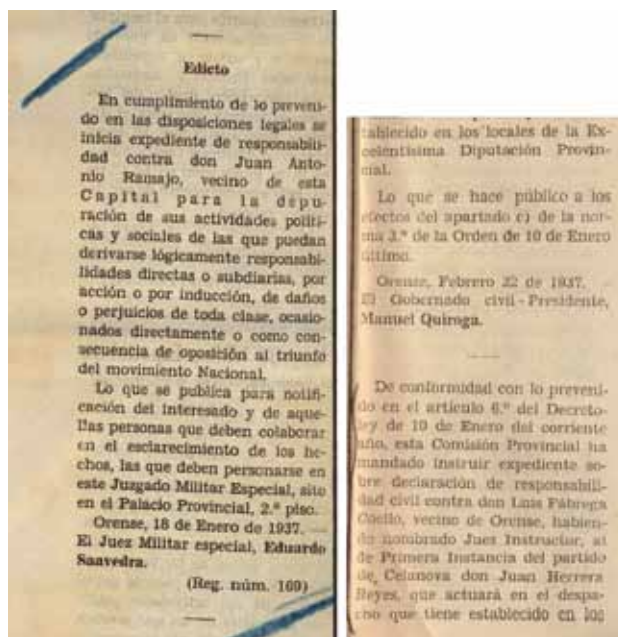 Edicto
En cumplimiento de lo preveni-
do en las disposiciones legales se
inicia expediente de responsabili-
dad contra don Juan Anto-
nio Ramajo, vecino de esta
Capital para la depu-
ración de sus actividades políti-
cas y sociales de las que puedan
derivarse lógicamente responsabi-
lidades directas o subdiarias, por
acción o por inducción, de daños
o perjuicios de toda clase, ocasio-
nados directamente o como con-
secuencia de oposición al triunfo
del movimiento Nacional.
Lo que se publica para notifi-
cación del interesado y de aque-
llas personas que deben colaborar
en el esclarecimiento de los he-
chos, las que deben personarse en
este Juzgado Militar Especial, sito
en el Palacio Provincial, 2.º piso.
Orense, 18 de Enero de 1937.
El Juez Militar especial, Eduardo
Saavedra.
(Reg. núm. 169)
tablecido en los locales de la Ex-
celentísima Diputación Provin-
cial.
Lo que se hace público a los
efectos del apartado c) de la nor-
ma 3.ª de la Orden de 10 de Enero
último.
Orense, Febrero 22 de 1937.
El Gobernado civil-Presidente,
Manuel Quiroga.
De conformidad con lo preveni-
do en el artículo 6.º del Decreto-
ley de 10 de Enero del corriente
año, esta Comisión Provincial ha
mandado instruir expediente so-
bre declaración de responsabili-
dad civil contra don Luis Fábrega
Coello, vecino de Orense, habien-
do nombrado Juez Instructor, al
de Primera Instancia del partido
de Celanova don Juan Herrera
Reyes, que actuará en el despa-
cho que tiene establecido en los